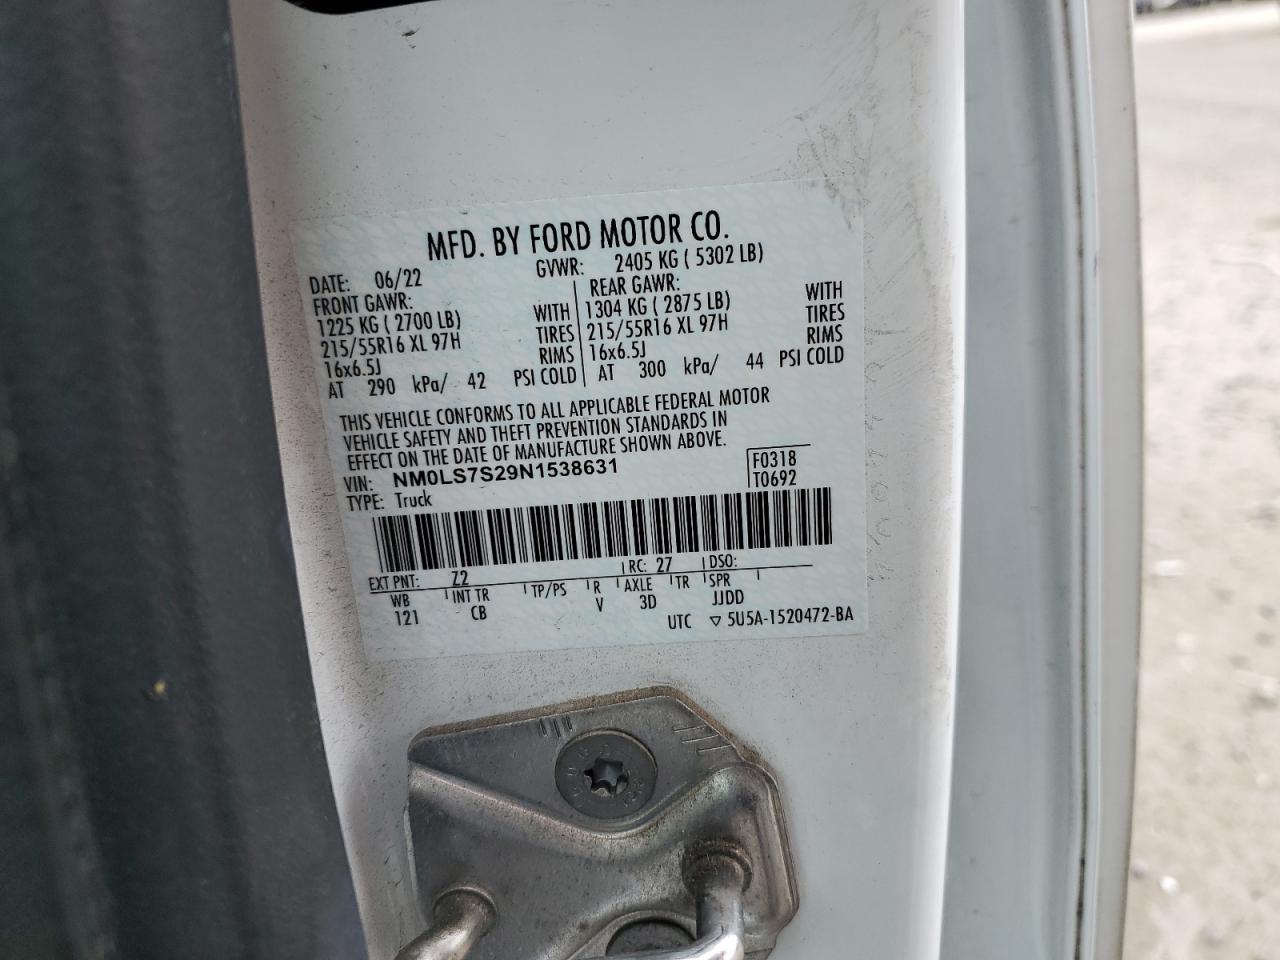 MFD. BY FORD MOTOR CO.
DATE: 06/22 GVWR: 2405 KG ( 5302 LB)
FRONT GAWR: REAR GAWR:
1225 KG ( 2700 LB) WITH 1304 KG ( 2875 LB) WITH
215/55R16 XL 97H TIRES 215/55R16 XL 97H TIRES
16x6.5J RIMS 16x6.5J RIMS
AT 290 kPa/ 42 PSI COLD AT 300 kPa/ 44 PSI COLD
THIS VEHICLE CONFORMS TO ALL APPLICABLE FEDERAL MOTOR
VEHICLE SAFETY AND THEFT PREVENTION STANDARDS IN
EFFECT ON THE DATE OF MANUFACTURE SHOWN ABOVE.
VIN: NM0LS7S29N1538631 F0318
TYPE: Truck T0692
EXT PNT: Z2 RC: 27 DSO:
WB INT TR TP/PS R AXLE TR SPR
121 CB V 3D JJDD
UTC ▽ 5U5A-1520472-BA